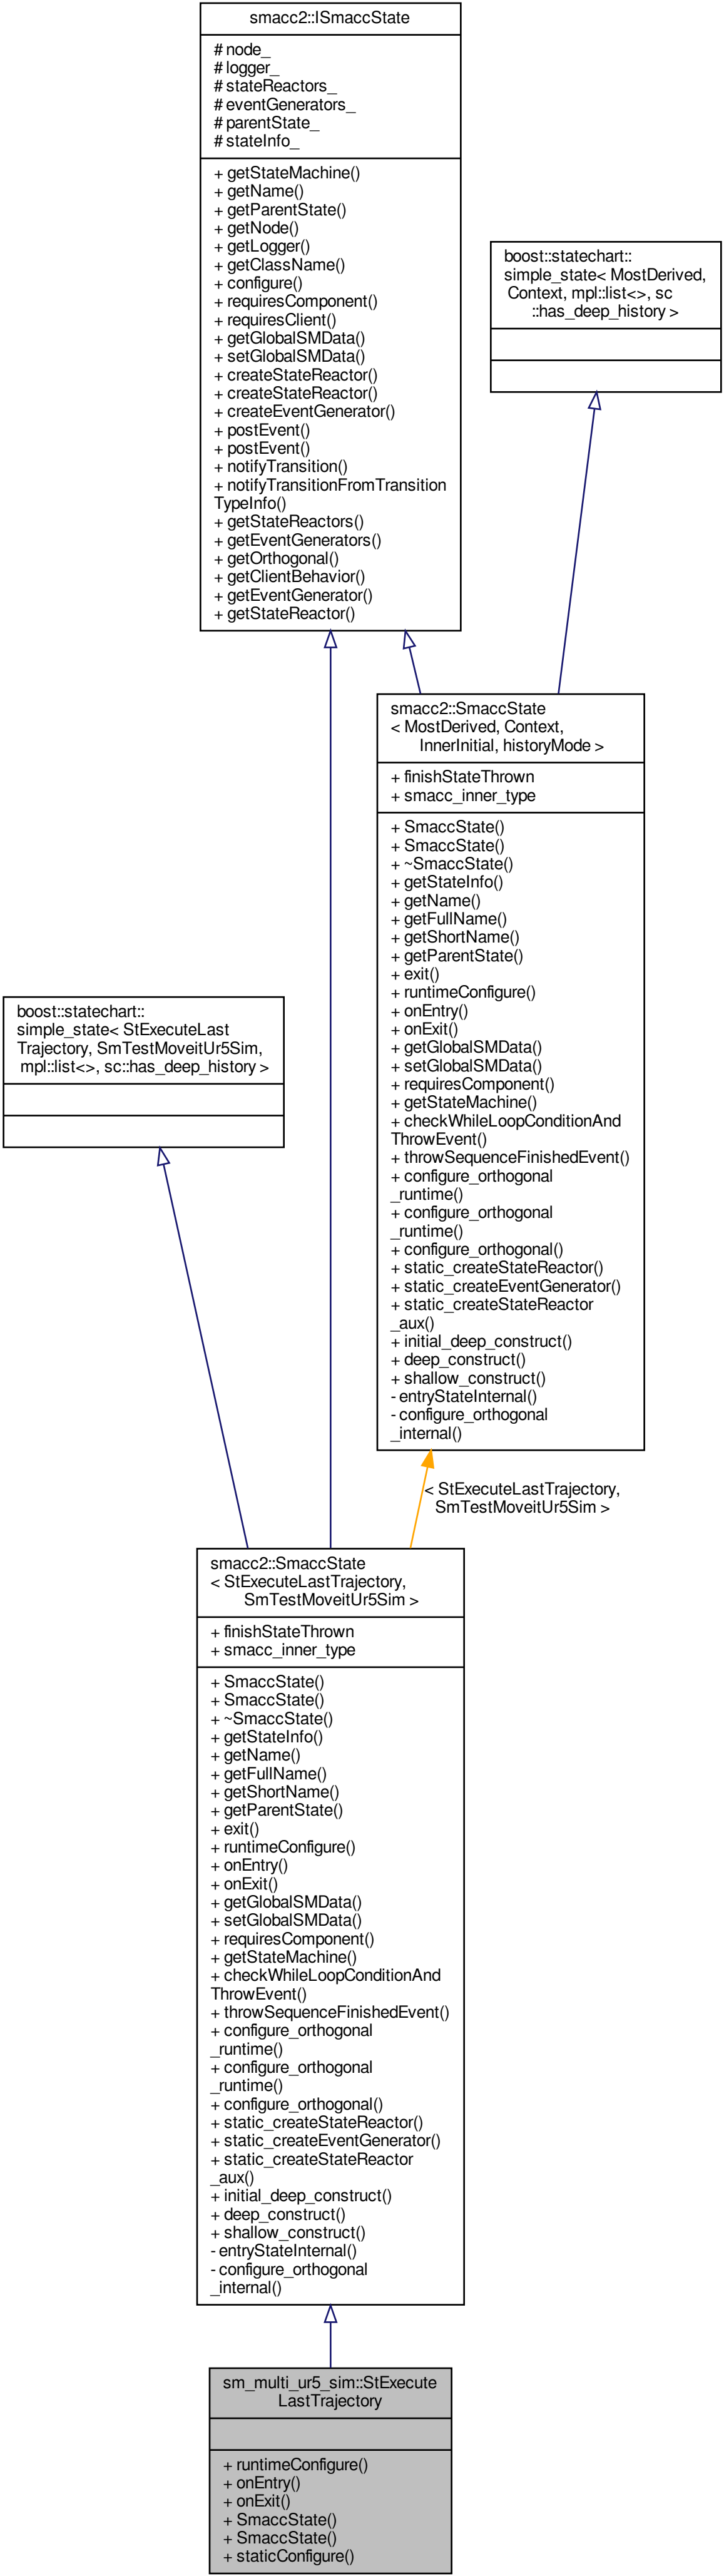 smacc2::ISmaccState
# node_
# logger_
# stateReactors_
# eventGenerators_
# parentState_
# stateInfo_
+ getStateMachine()
+ getName()
+ getParentState()
+ getNode()
+ getLogger()
+ getClassName()
+ configure()
+ requiresComponent()
+ requiresClient()
+ getGlobalSMData()
+ setGlobalSMData()
+ createStateReactor()
+ createStateReactor()
+ createEventGenerator()
+ postEvent()
+ postEvent()
+ notifyTransition()
+ notifyTransitionFromTransition
TypeInfo()
+ getStateReactors()
+ getEventGenerators()
+ getOrthogonal()
+ getClientBehavior()
+ getEventGenerator()
+ getStateReactor()
boost::statechart::
simple_state< MostDerived,
Context, mpl::list<>, sc
::has_deep_history >
smacc2::SmaccState
< MostDerived, Context,
InnerInitial, historyMode >
+ finishStateThrown
+ smacc_inner_type
+ SmaccState()
+ SmaccState()
+ ~SmaccState()
+ getStateInfo()
+ getName()
+ getFullName()
+ getShortName()
+ getParentState()
+ exit()
+ runtimeConfigure()
+ onEntry()
+ onExit()
+ getGlobalSMData()
+ setGlobalSMData()
+ requiresComponent()
+ getStateMachine()
+ checkWhileLoopConditionAnd
ThrowEvent()
+ throwSequenceFinishedEvent()
+ configure_orthogonal
_runtime()
+ configure_orthogonal
_runtime()
+ configure_orthogonal()
+ static_createStateReactor()
+ static_createEventGenerator()
+ static_createStateReactor
_aux()
+ initial_deep_construct()
+ deep_construct()
+ shallow_construct()
- entryStateInternal()
- configure_orthogonal
_internal()
boost::statechart::
simple_state< StExecuteLast
Trajectory, SmTestMoveitUr5Sim,
mpl::list<>, sc::has_deep_history >
< StExecuteLastTrajectory,
SmTestMoveitUr5Sim >
smacc2::SmaccState
< StExecuteLastTrajectory,
SmTestMoveitUr5Sim >
+ finishStateThrown
+ smacc_inner_type
+ SmaccState()
+ SmaccState()
+ ~SmaccState()
+ getStateInfo()
+ getName()
+ getFullName()
+ getShortName()
+ getParentState()
+ exit()
+ runtimeConfigure()
+ onEntry()
+ onExit()
+ getGlobalSMData()
+ setGlobalSMData()
+ requiresComponent()
+ getStateMachine()
+ checkWhileLoopConditionAnd
ThrowEvent()
+ throwSequenceFinishedEvent()
+ configure_orthogonal
_runtime()
+ configure_orthogonal
_runtime()
+ configure_orthogonal()
+ static_createStateReactor()
+ static_createEventGenerator()
+ static_createStateReactor
_aux()
+ initial_deep_construct()
+ deep_construct()
+ shallow_construct()
- entryStateInternal()
- configure_orthogonal
_internal()
sm_multi_ur5_sim::StExecute
LastTrajectory
+ runtimeConfigure()
+ onEntry()
+ onExit()
+ SmaccState()
+ SmaccState()
+ staticConfigure()